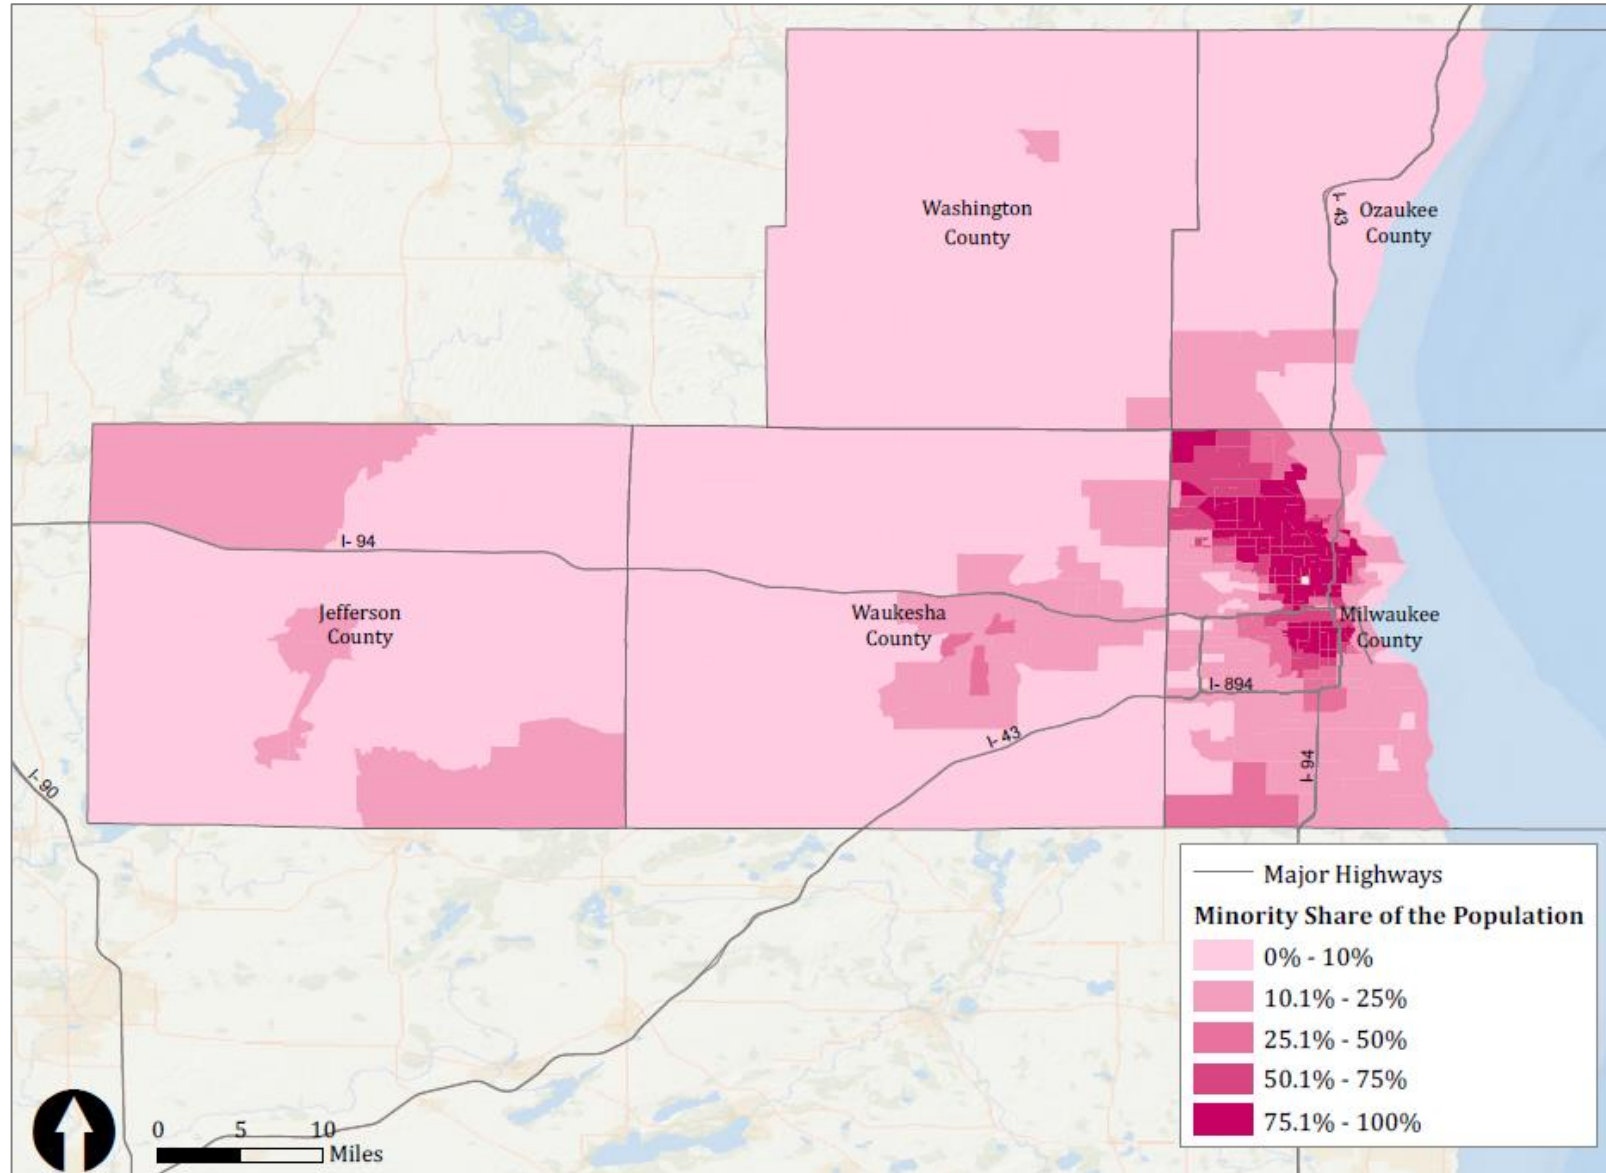 Washington
County
I- 43
Ozaukee
County
I- 94
Jefferson
County
Waukesha
County
Milwaukee
County
I- 894
I- 43
I- 94
I- 90
Major Highways
Minority Share of the Population
0% - 10%
10.1% - 25%
25.1% - 50%
50.1% - 75%
75.1% - 100%
0 5 10
Miles